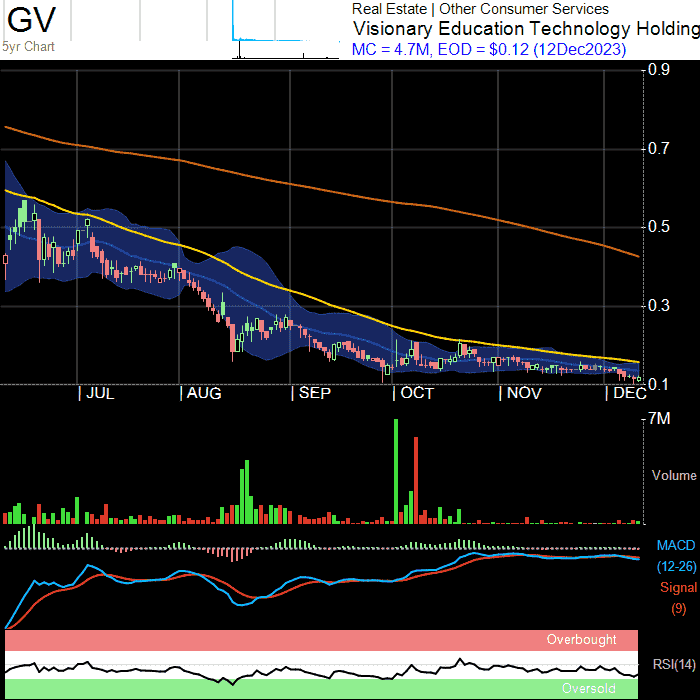 GV
5yr Chart
Real Estate | Other Consumer Services
Visionary Education Technology Holding
MC = 4.7M, EOD = $0.12 (12Dec2023)
0.9
0.7
0.5
0.3
0.1
| JUL | AUG | SEP | OCT | NOV | DEC
7M
Volume
MACD
(12-26)
Signal
(9)
Overbought
RSI(14)
Oversold